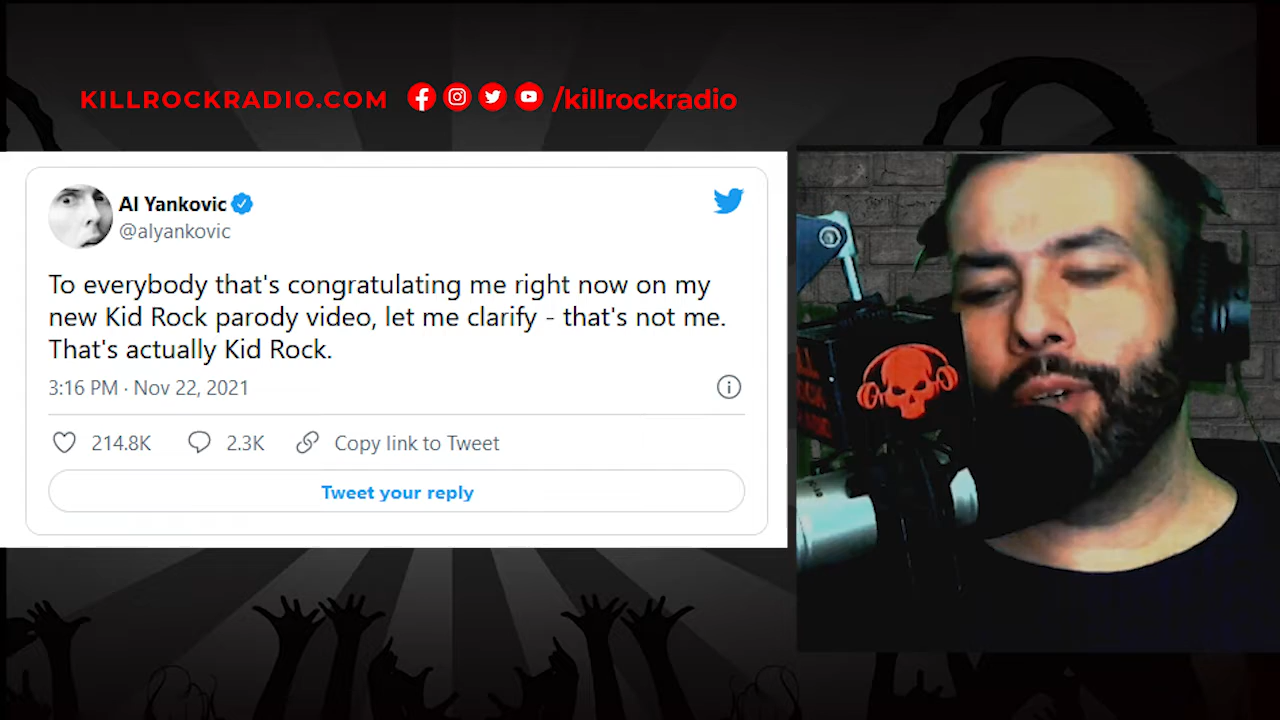 KILLROCKRADIO.COM /killrockradio
Al Yankovic
@alyankovic
To everybody that's congratulating me right now on my
new Kid Rock parody video, let me clarify - that's not me.
That's actually Kid Rock.
3:16 PM · Nov 22, 2021
214.8K 2.3K Copy link to Tweet
Tweet your reply